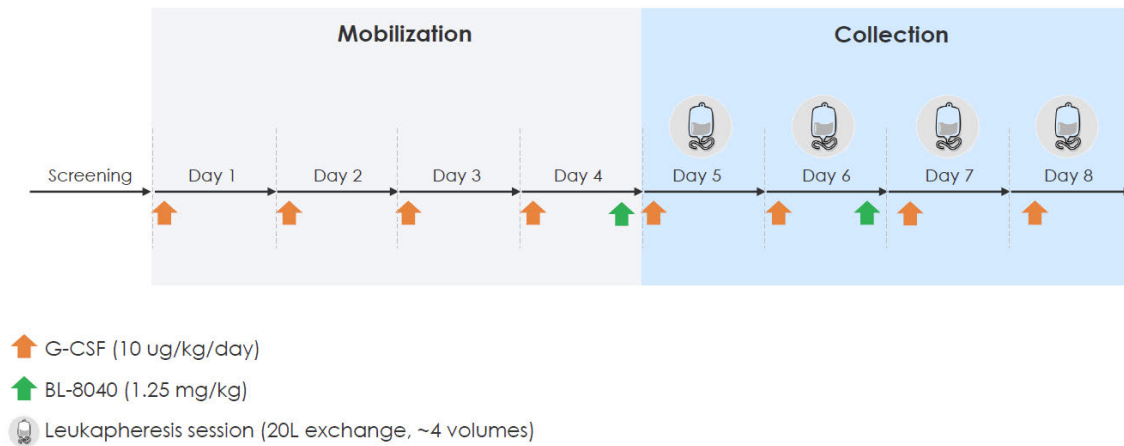 Mobilization
Collection
Screening
Day 1
Day 2
Day 3
Day 4
Day 5
Day 6
Day 7
Day 8
G-CSF (10 ug/kg/day)
BL-8040 (1.25 mg/kg)
Leukapheresis session (20L exchange, ~4 volumes)